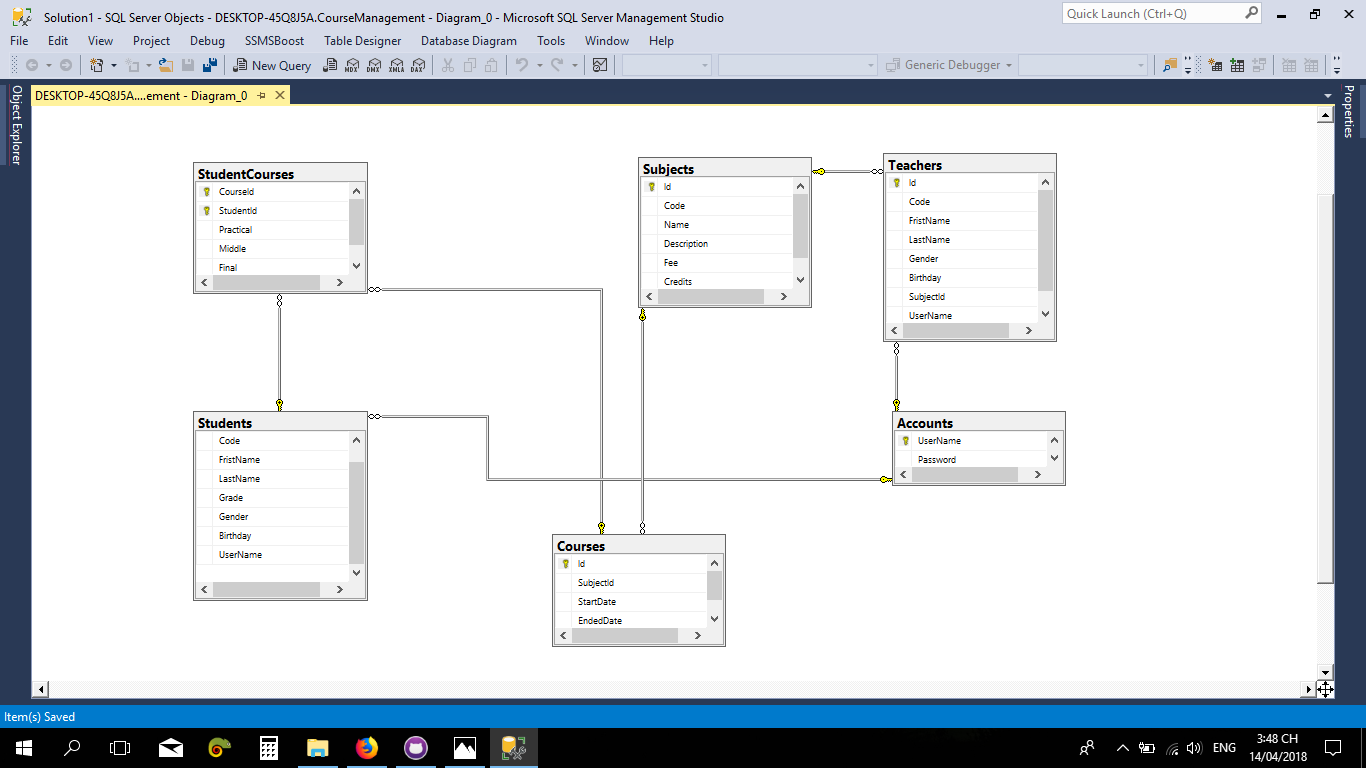 Solution1 - SQL Server Objects - DESKTOP-45Q8J5A.CourseManagement - Diagram_0 - Microsoft SQL Server Management Studio
Quick Launch (Ctrl+Q)
File Edit View Project Debug SSMSBoost Table Designer Database Diagram Tools Window Help
New Query MDX DMX XMLA DAX Generic Debugger
DESKTOP-45Q8J5A....ement - Diagram_0
Object Explorer
Properties
StudentCourses
CourseId
StudentId
Practical
Middle
Final
Subjects
Id
Code
Name
Description
Fee
Credits
Teachers
Id
Code
FristName
LastName
Gender
Birthday
SubjectId
UserName
Students
Code
FristName
LastName
Grade
Gender
Birthday
UserName
Accounts
UserName
Password
Courses
Id
SubjectId
StartDate
EndedDate
Item(s) Saved
ENG
3:48 CH
14/04/2018